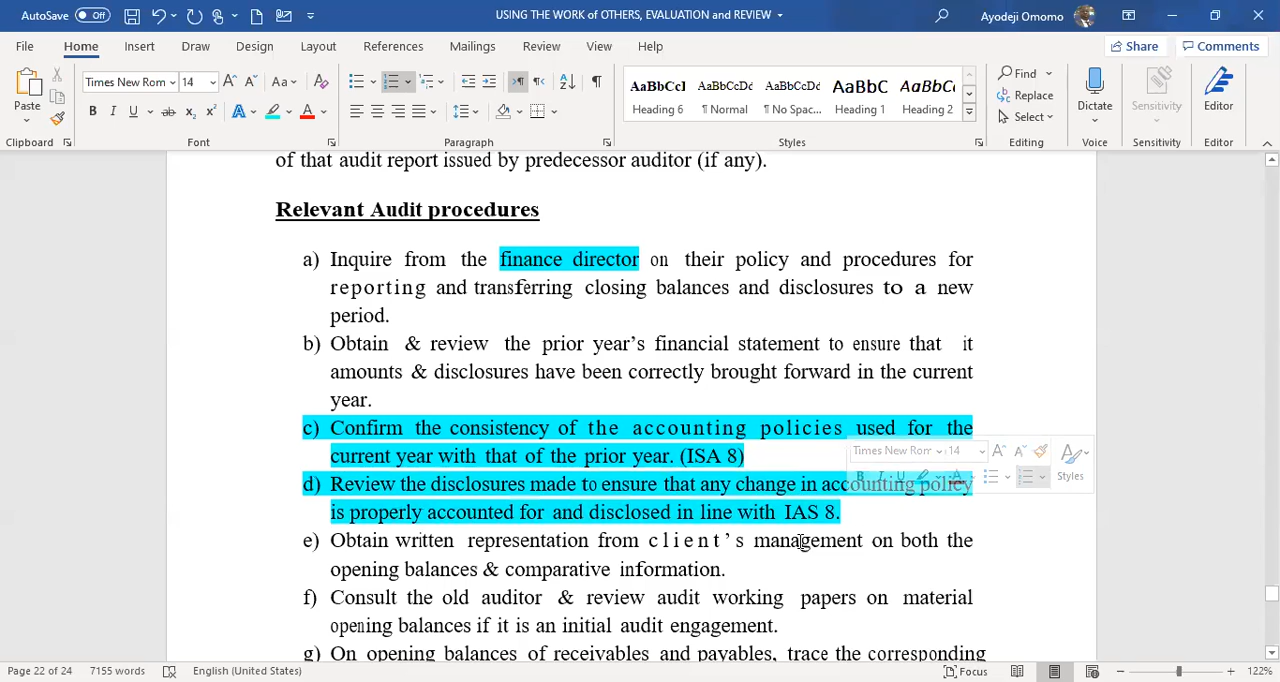 AutoSave Off
USING THE WORK of OTHERS, EVALUATION and REVIEW
Ayodeji Omomo
File Home Insert Draw Design Layout References Mailings Review View Help
Share Comments
Paste
Times New Rom 14
Aa
B I U ab x₂ x² A A
AaBbCcI AaBbCcDc AaBbCcDc AaBbC AaBbCc
Heading 6 ¶ Normal ¶ No Spac... Heading 1 Heading 2
Find
Replace
Select
Dictate
Sensitivity
Editor
Clipboard Font Paragraph Styles Editing Voice Sensitivity Editor
of that audit report issued by predecessor auditor (if any).
Relevant Audit procedures
a) Inquire from the finance director on their policy and procedures for
reporting and transferring closing balances and disclosures to a new
period.
b) Obtain & review the prior year’s financial statement to ensure that it
amounts & disclosures have been correctly brought forward in the current
year.
c) Confirm the consistency of the accounting policies used for the
current year with that of the prior year. (ISA 8)
d) Review the disclosures made to ensure that any change in accounting policy
is properly accounted for and disclosed in line with IAS 8.
Times New Rom 14
B I U A
Styles
e) Obtain written representation from client’s management on both the
opening balances & comparative information.
f) Consult the old auditor & review audit working papers on material
opening balances if it is an initial audit engagement.
g) On opening balances of receivables and payables, trace the corresponding
Page 22 of 24 7155 words English (United States) Focus 122%